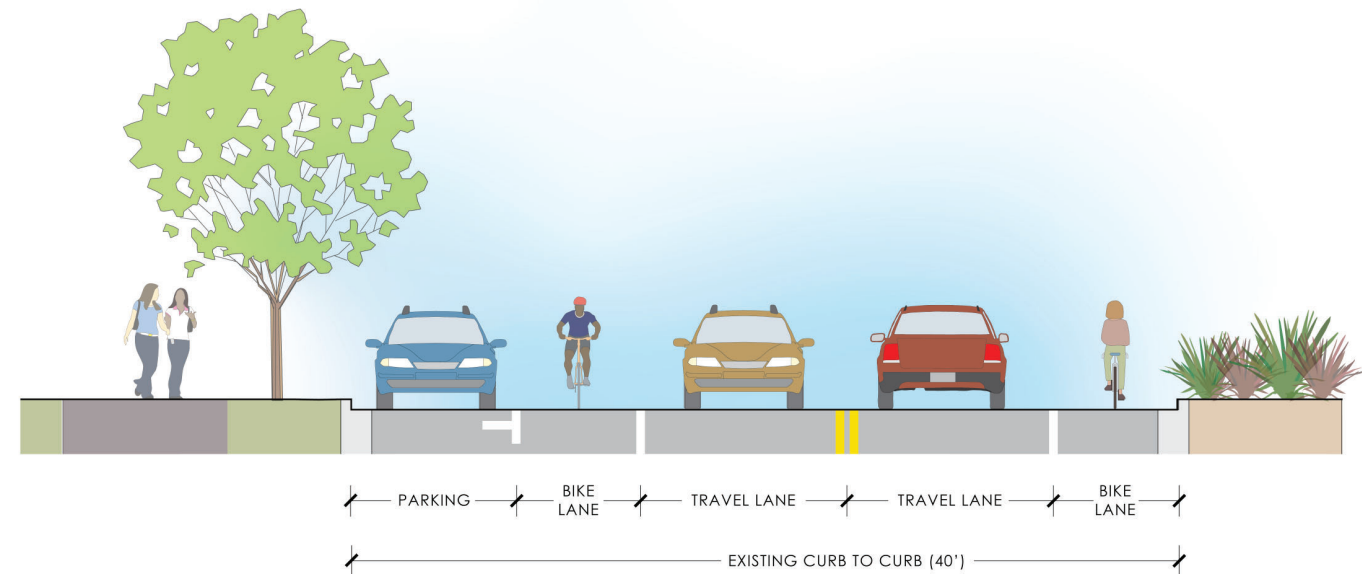 PARKING
BIKE
LANE
TRAVEL LANE
TRAVEL LANE
BIKE
LANE
EXISTING CURB TO CURB (40')